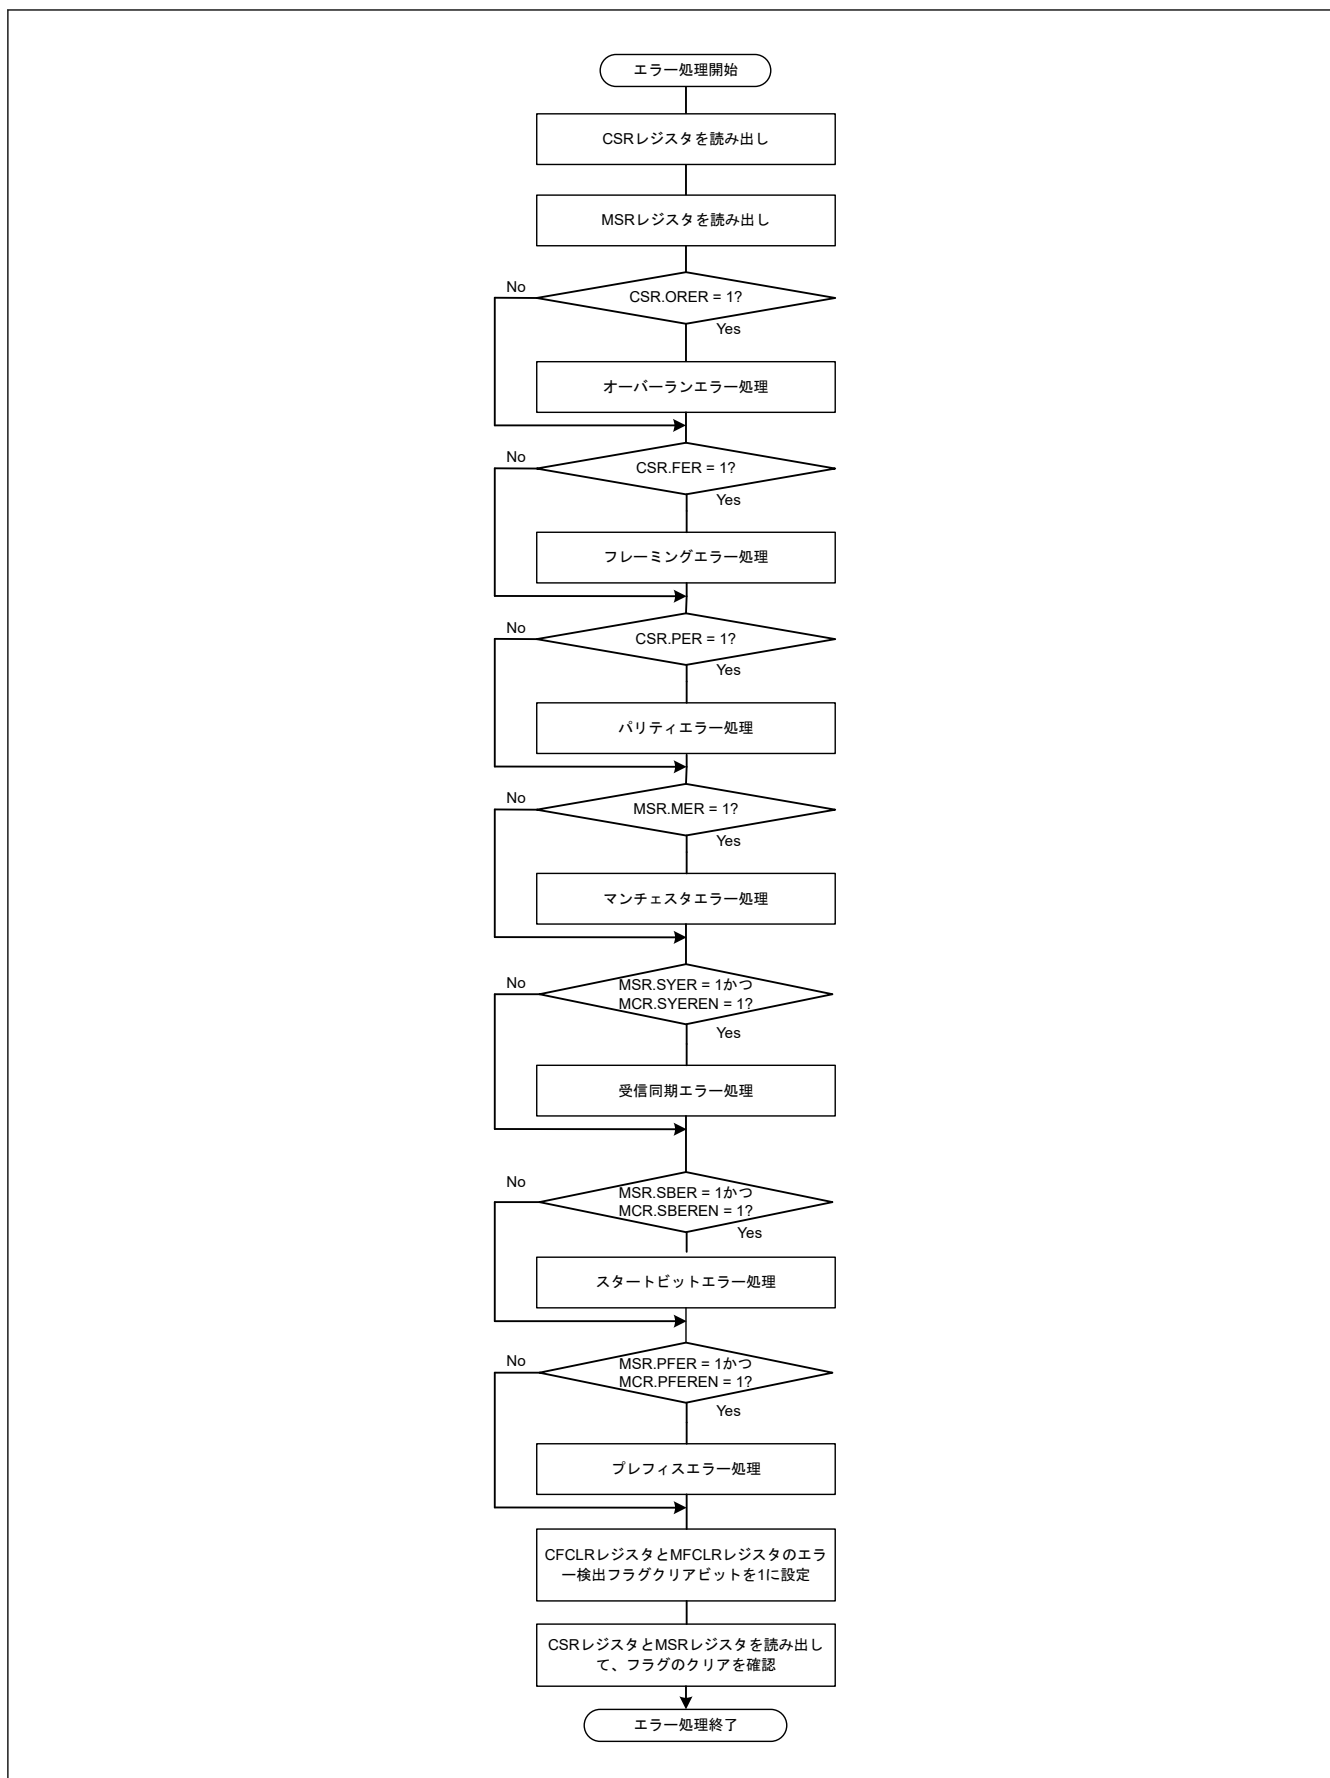 エラー処理開始
CSRレジスタを読み出し
MSRレジスタを読み出し
No
CSR.ORER = 1?
Yes
オーバーランエラー処理
No
CSR.FER = 1?
Yes
フレーミングエラー処理
No
CSR.PER = 1?
Yes
パリティエラー処理
No
MSR.MER = 1?
Yes
マンチェスタエラー処理
No
MSR.SYER = 1かつ
MCR.SYEREN = 1?
Yes
受信同期エラー処理
No
MSR.SBER = 1かつ
MCR.SBEREN = 1?
Yes
スタートビットエラー処理
No
MSR.PFER = 1かつ
MCR.PFEREN = 1?
Yes
プレフィスエラー処理
CFCLRレジスタとMFCLRレジスタのエラ
ー検出フラグクリアビットを1に設定
CSRレジスタとMSRレジスタを読み出し
て、フラグのクリアを確認
エラー処理終了